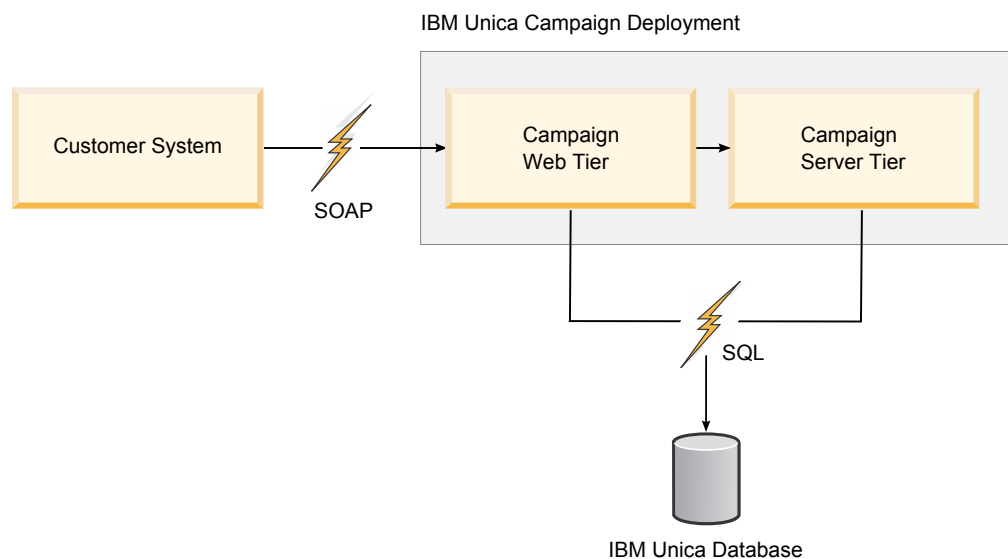 IBM Unica Campaign Deployment
Customer System
SOAP
Campaign
Web Tier
Campaign
Server Tier
SQL
IBM Unica Database